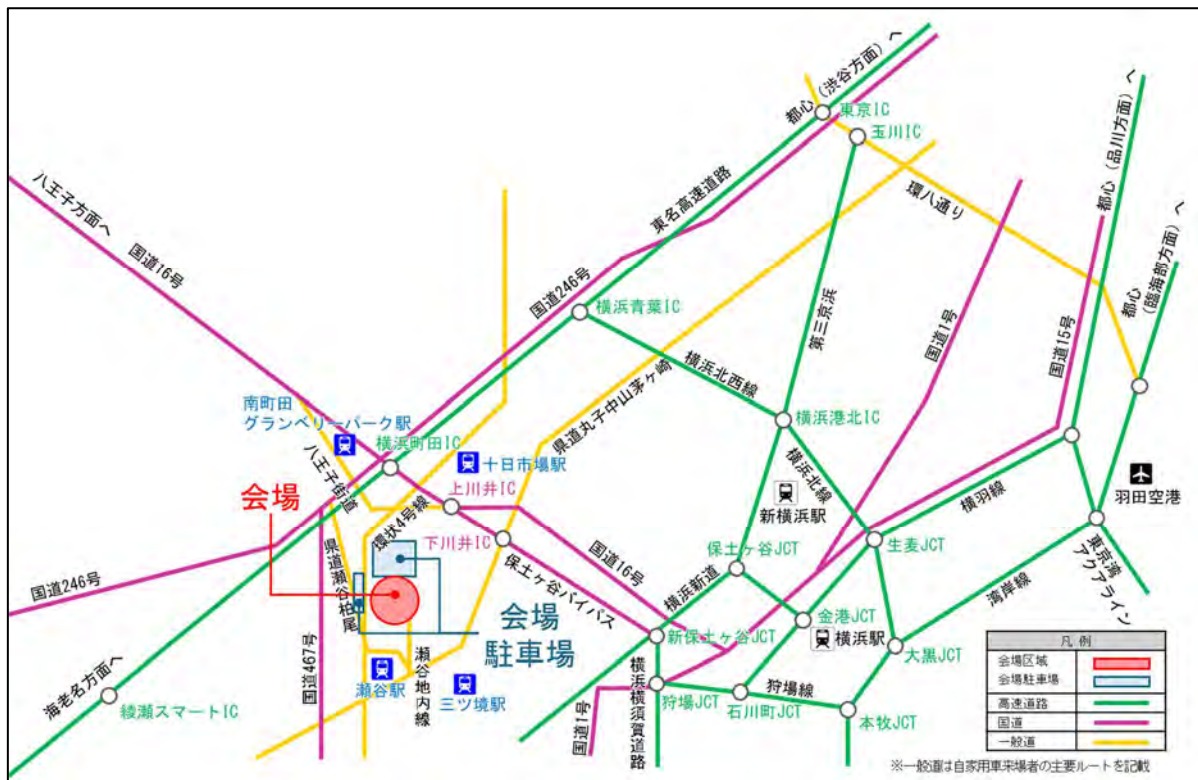 都心（渋谷方面）へ
東京IC
玉川IC
都心（品川方面）へ
都心
（臨海部方面）へ
環八通り
八王子方面へ
国道16号
東名高速道路
国道246号
横浜青葉IC
第三京浜
国道1号
国道15号
横浜北西線
県道丸子中山茅ヶ崎
南町田
グランベリーパーク駅
横浜町田IC
横浜港北IC
八王子街道
十日市場駅
上川井IC
横浜北線
新横浜駅
横羽線
羽田空港
会場
環状4号線
下川井IC
国道16号
保土ヶ谷JCT
生麦JCT
東京湾
アクアライン
県道瀬谷柏尾
保土ヶ谷バイパス
横浜新道
湾岸線
国道246号
会場
駐車場
金港JCT
新保土ヶ谷JCT
横浜駅
大黒JCT
海老名方面へ
国道467号
瀬谷駅
瀬谷地内線
三ツ境駅
綾瀬スマートIC
国道1号
横浜横須賀道路
狩場JCT
狩場線
石川町JCT
本牧JCT
凡例
会場区域
会場駐車場
高速道路
国道
一般道
※一般道は自家用車来場者の主要ルートを記載